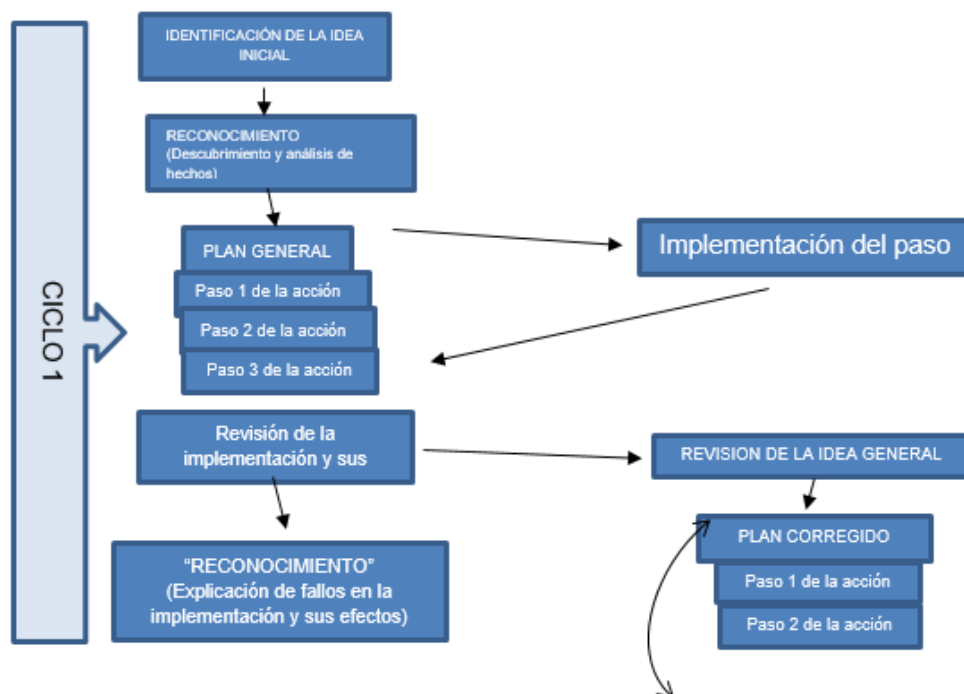 IDENTIFICACIÓN DE LA IDEA
INICIAL
RECONOCIMIENTO
(Descubrimiento y análisis de
hechos)
PLAN GENERAL
Paso 1 de la acción
Paso 2 de la acción
Paso 3 de la acción
Implementación del paso
CICLO 1
Revisión de la
implementación y sus
REVISION DE LA IDEA GENERAL
"RECONOCIMIENTO"
(Explicación de fallos en la
implementación y sus efectos)
PLAN CORREGIDO
Paso 1 de la acción
Paso 2 de la acción